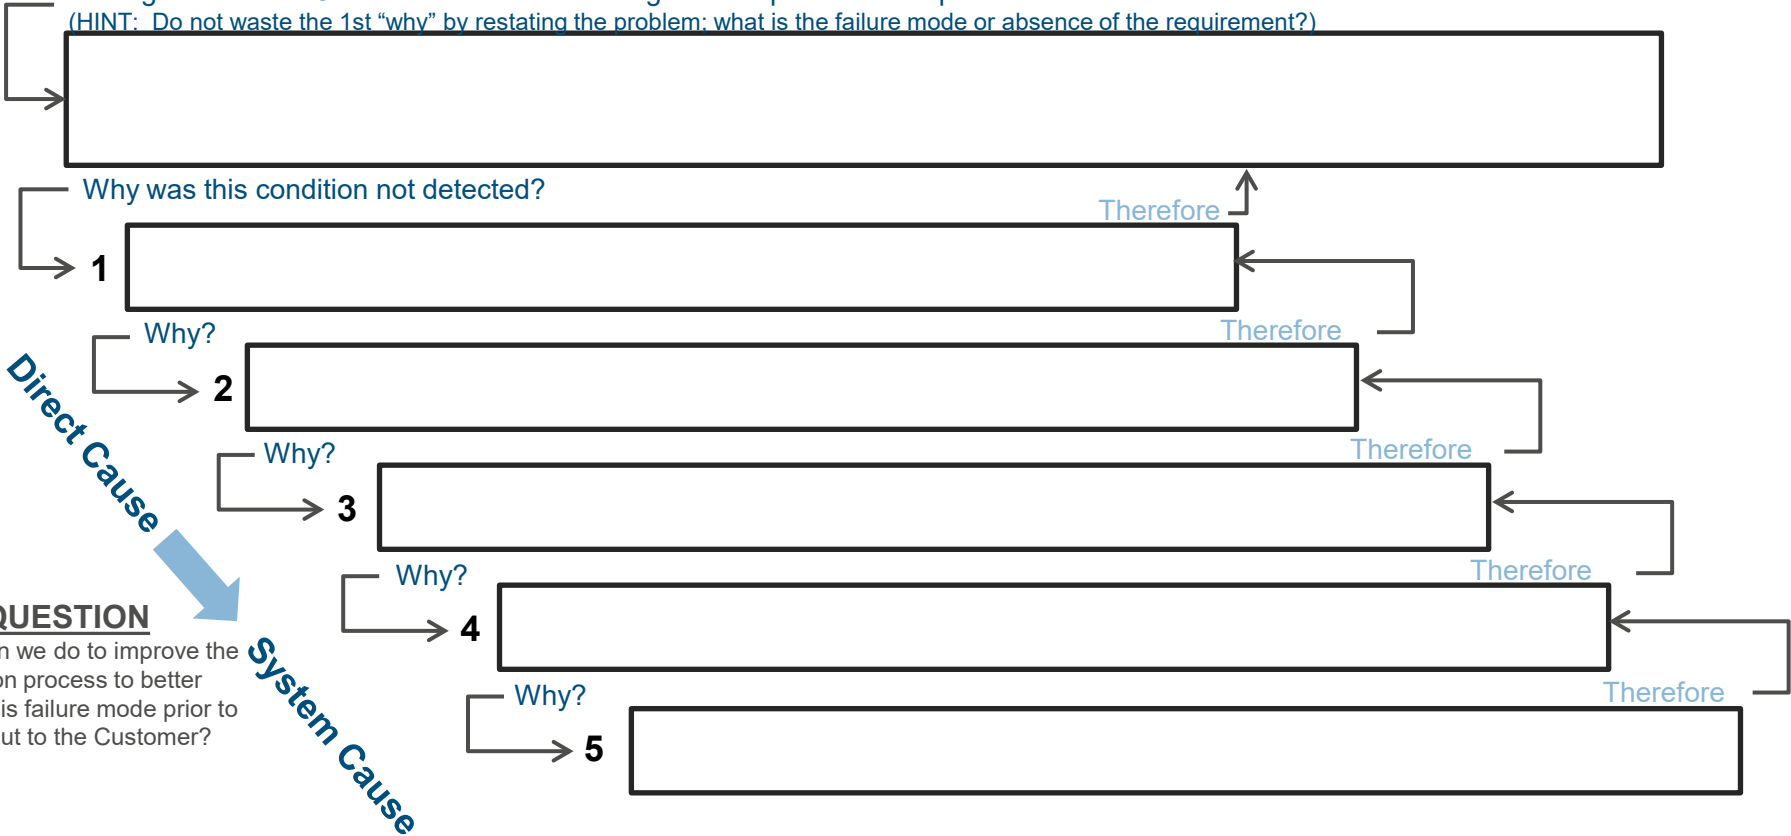 (HINT: Do not waste the 1st “why” by restating the problem; what is the failure mode or absence of the requirement?)
Why was this condition not detected?
Therefore
1
Why?
Therefore
2
Direct Cause
Why?
Therefore
3
Why?
Therefore
4
QUESTION
we do to improve the
process to better
failure mode prior to
to the Customer?
System Cause
Why?
Therefore
5